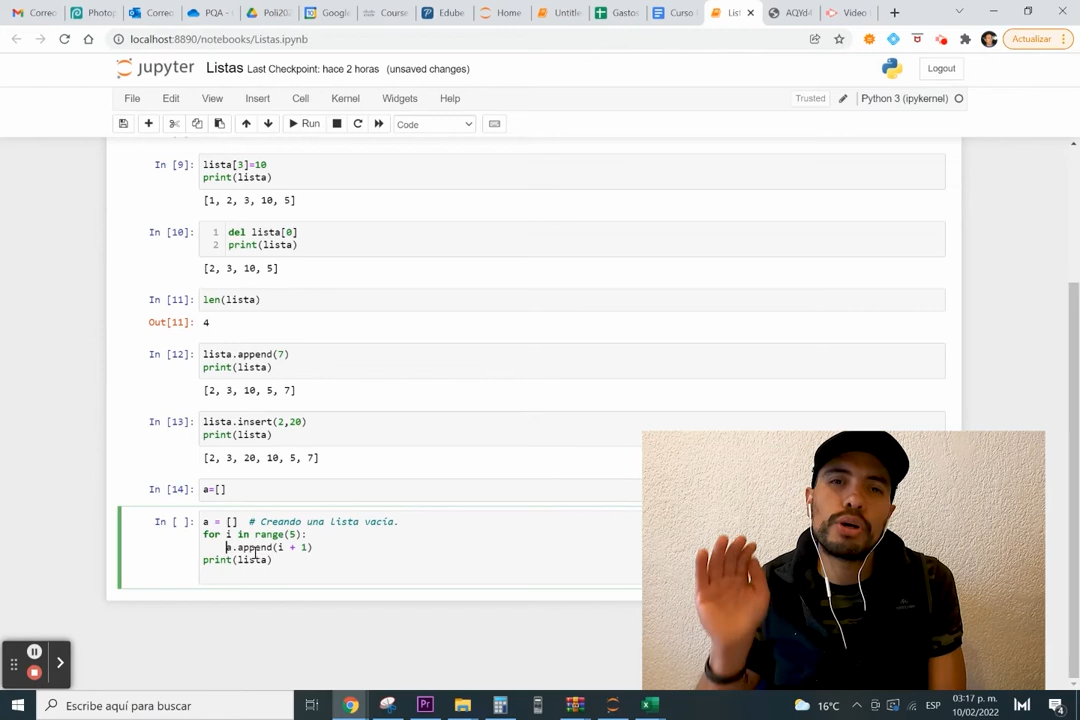 Correo
Photop
Correo
PQA -
Poli202
Google
Course
Edube
Home
Untitle
Gastos
Curso
List
AQYd4
Video L
localhost:8890/notebooks/Listas.ipynb
Actualizar
jupyter Listas Last Checkpoint: hace 2 horas (unsaved changes)
Logout
File Edit View Insert Cell Kernel Widgets Help
Trusted
Python 3 (ipykernel)
Run
Code
In [9]: lista[3]=10
print(lista)
[1, 2, 3, 10, 5]
In [10]: 1 del lista[0]
2 print(lista)
[2, 3, 10, 5]
In [11]: len(lista)
Out[11]: 4
In [12]: lista.append(7)
print(lista)
[2, 3, 10, 5, 7]
In [13]: lista.insert(2,20)
print(lista)
[2, 3, 20, 10, 5, 7]
In [14]: a=[]
In [ ]: a = [] # Creando una lista vacía.
for i in range(5):
a.append(i + 1)
print(lista)
Escribe aquí para buscar
16°C
ESP
03:17 p. m.
10/02/2022
4